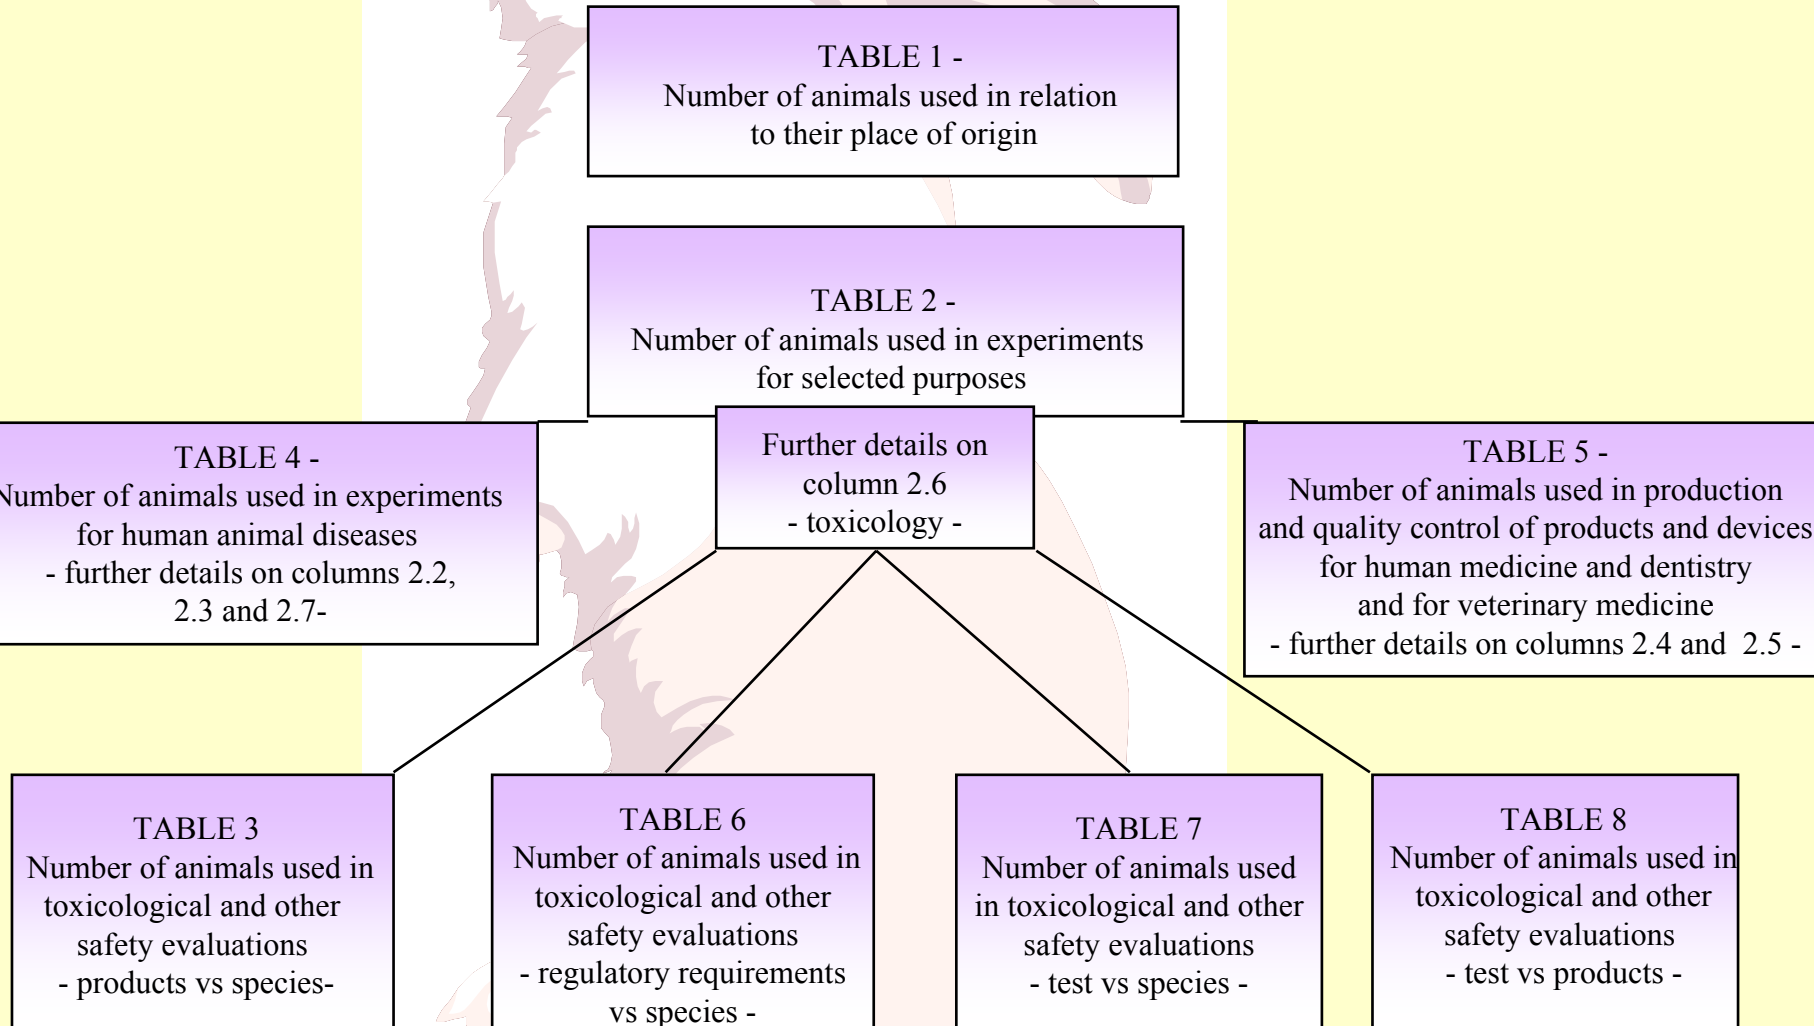 TABLE 1 -
Number of animals used in relation
to their place of origin
TABLE 2 -
Number of animals used in experiments
for selected purposes
TABLE 4 -
Number of animals used in experiments
for human animal diseases
- further details on columns 2.2,
2.3 and 2.7-
Further details on
column 2.6
- toxicology -
TABLE 5 -
Number of animals used in production
and quality control of products and devices
for human medicine and dentistry
and for veterinary medicine
- further details on columns 2.4 and  2.5 -
TABLE 3
Number of animals used in
toxicological and other
safety evaluations
- products vs species-
TABLE 6
Number of animals used in
toxicological and other
safety evaluations
- regulatory requirements
vs species -
TABLE 7
Number of animals used
in toxicological and other
safety evaluations
- test vs species -
TABLE 8
Number of animals used in
toxicological and other
safety evaluations
- test vs products -